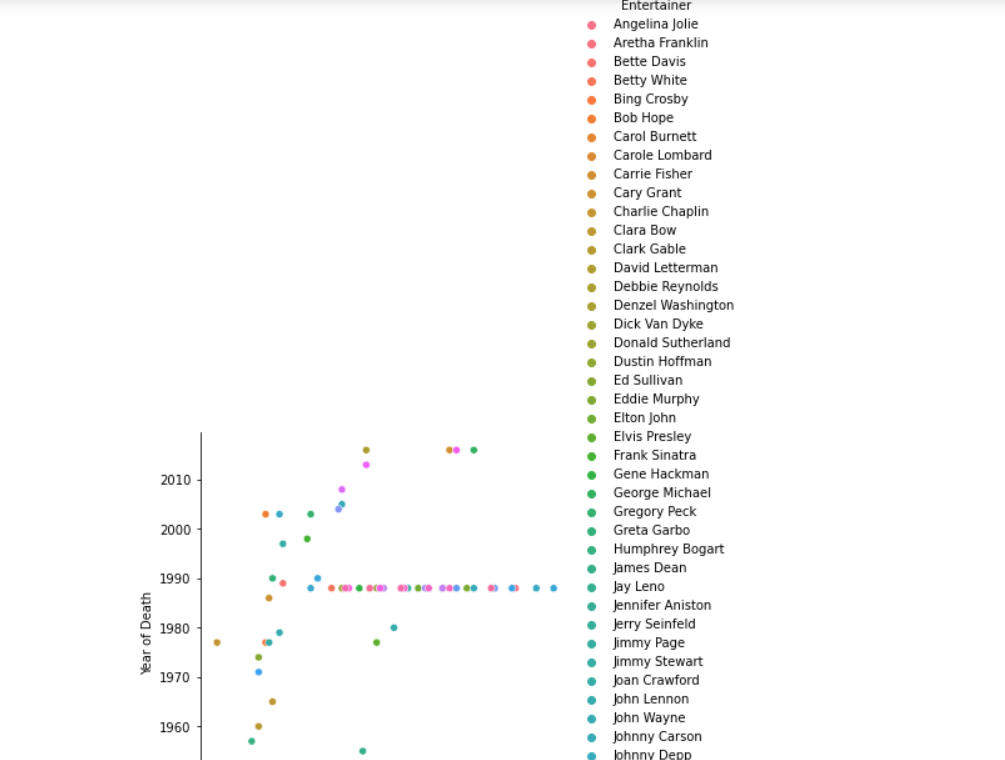 Entertainer
Angelina Jolie
Aretha Franklin
Bette Davis
Betty White
Bing Crosby
Bob Hope
Carol Burnett
Carole Lombard
Carrie Fisher
Cary Grant
Charlie Chaplin
Clara Bow
Clark Gable
David Letterman
Debbie Reynolds
Denzel Washington
Dick Van Dyke
Donald Sutherland
Dustin Hoffman
Ed Sullivan
Eddie Murphy
Elton John
Elvis Presley
Frank Sinatra
Gene Hackman
George Michael
Gregory Peck
Greta Garbo
Humphrey Bogart
James Dean
Jay Leno
Jennifer Aniston
Jerry Seinfeld
Jimmy Page
Jimmy Stewart
Joan Crawford
John Lennon
John Wayne
Johnny Carson
Johnny Depp
Year of Death
2010
2000
1990
1980
1970
1960